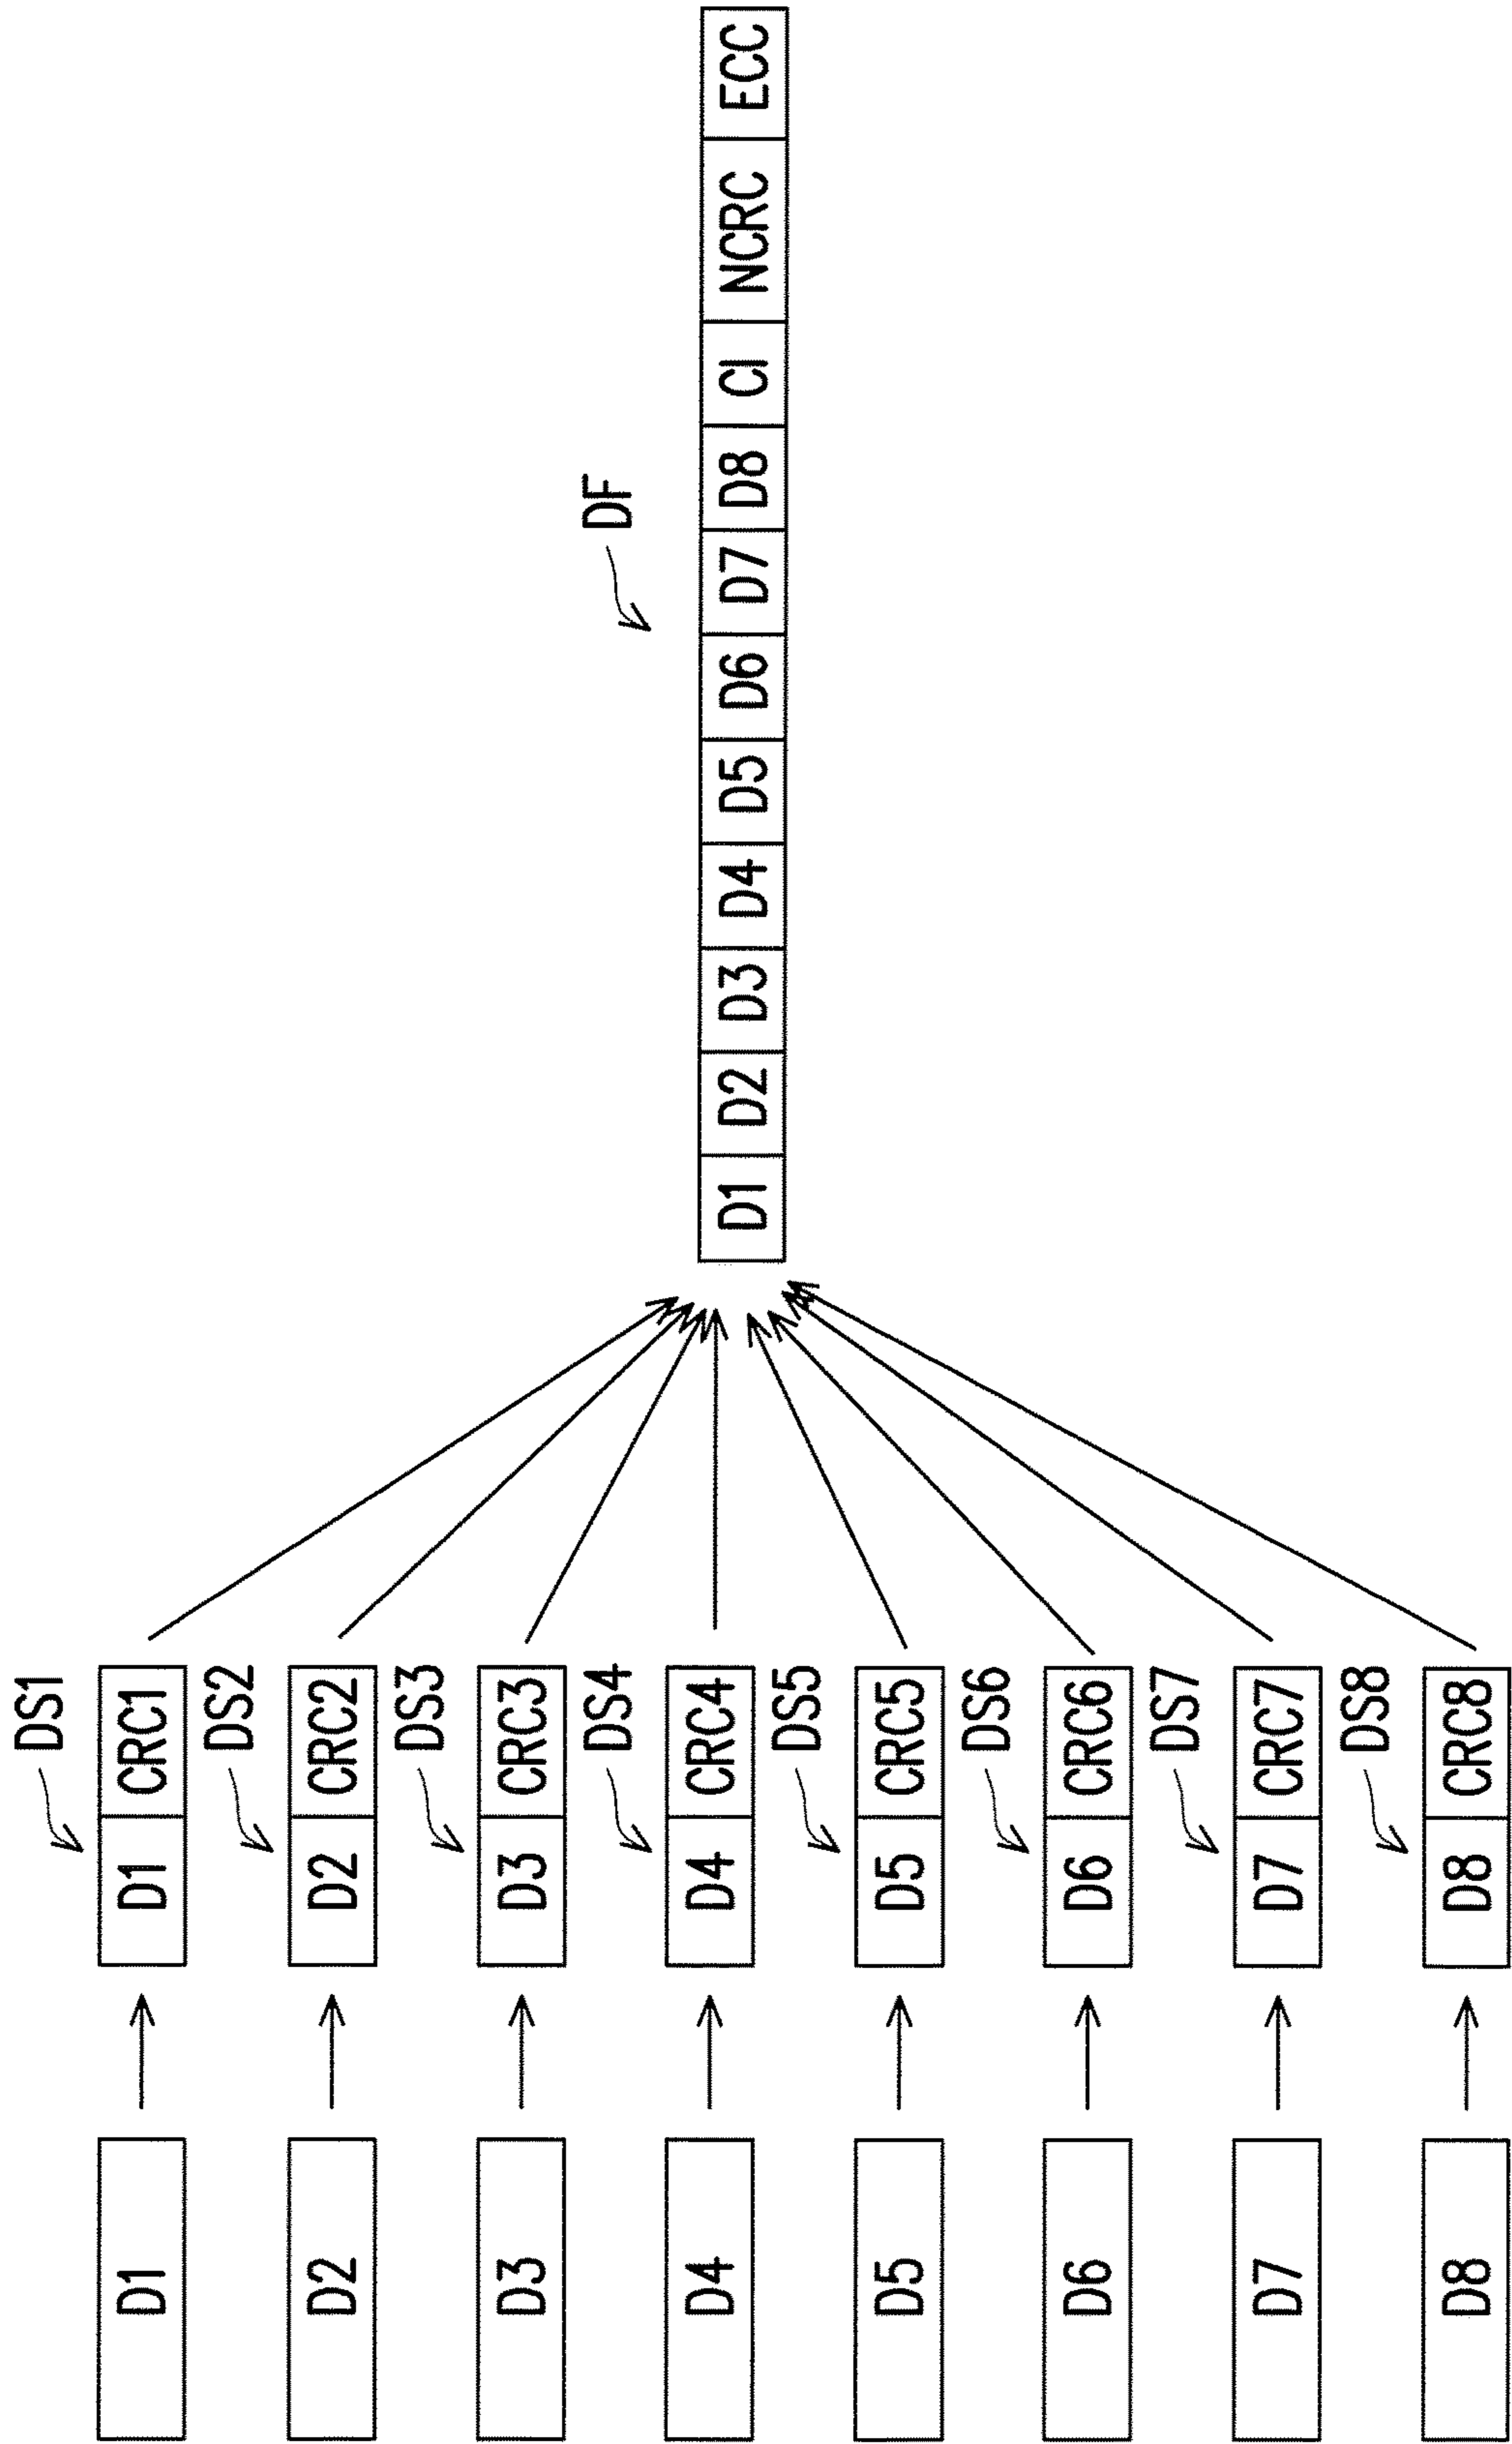 DS1
D1 D1 CRC1
DS2
D2 D2 CRC2
DS3
D3 D3 CRC3
DS4
D4 D4 CRC4
DF
D1 D2 D3 D4 D5 D6 D7 D8 CI NCRC ECC
DS5
D5 D5 CRC5
DS6
D6 D6 CRC6
DS7
D7 D7 CRC7
DS8
D8 D8 CRC8